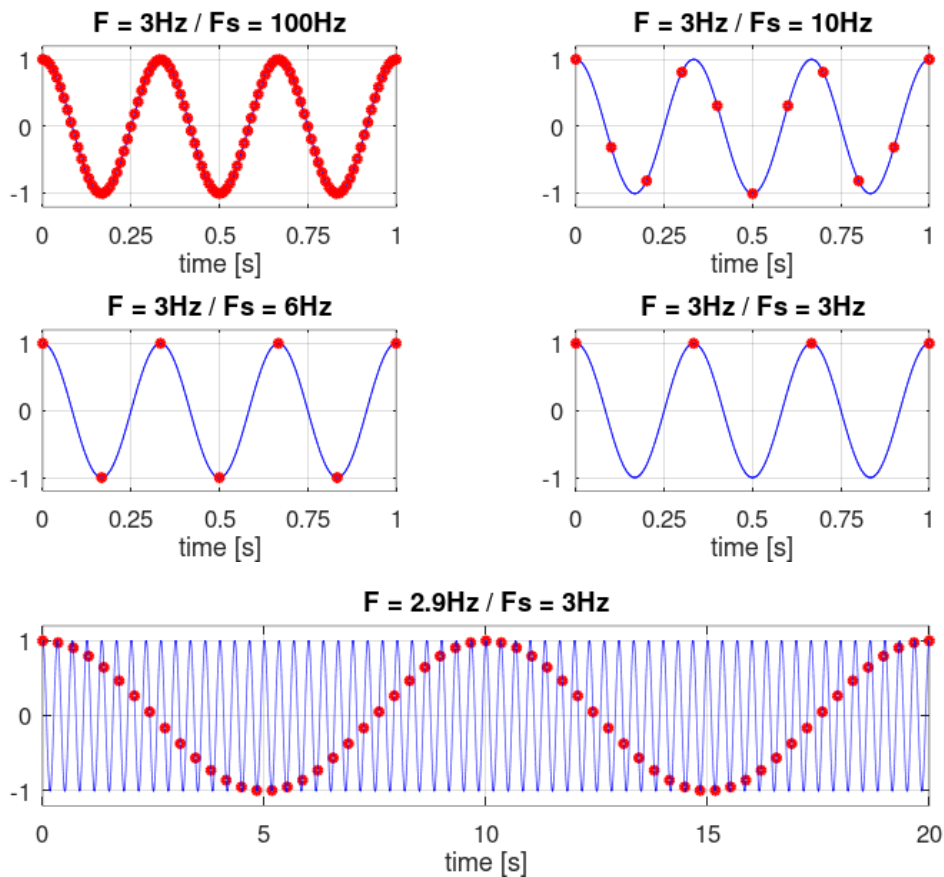 F = 3Hz / Fs = 100Hz
1
0
-1
0 0.25 0.5 0.75 1
time [s]
F = 3Hz / Fs = 10Hz
1
0
-1
0 0.25 0.5 0.75 1
time [s]
F = 3Hz / Fs = 6Hz
1
0
-1
0 0.25 0.5 0.75 1
time [s]
F = 3Hz / Fs = 3Hz
1
0
-1
0 0.25 0.5 0.75 1
time [s]
F = 2.9Hz / Fs = 3Hz
1
0
-1
0 5 10 15 20
time [s]